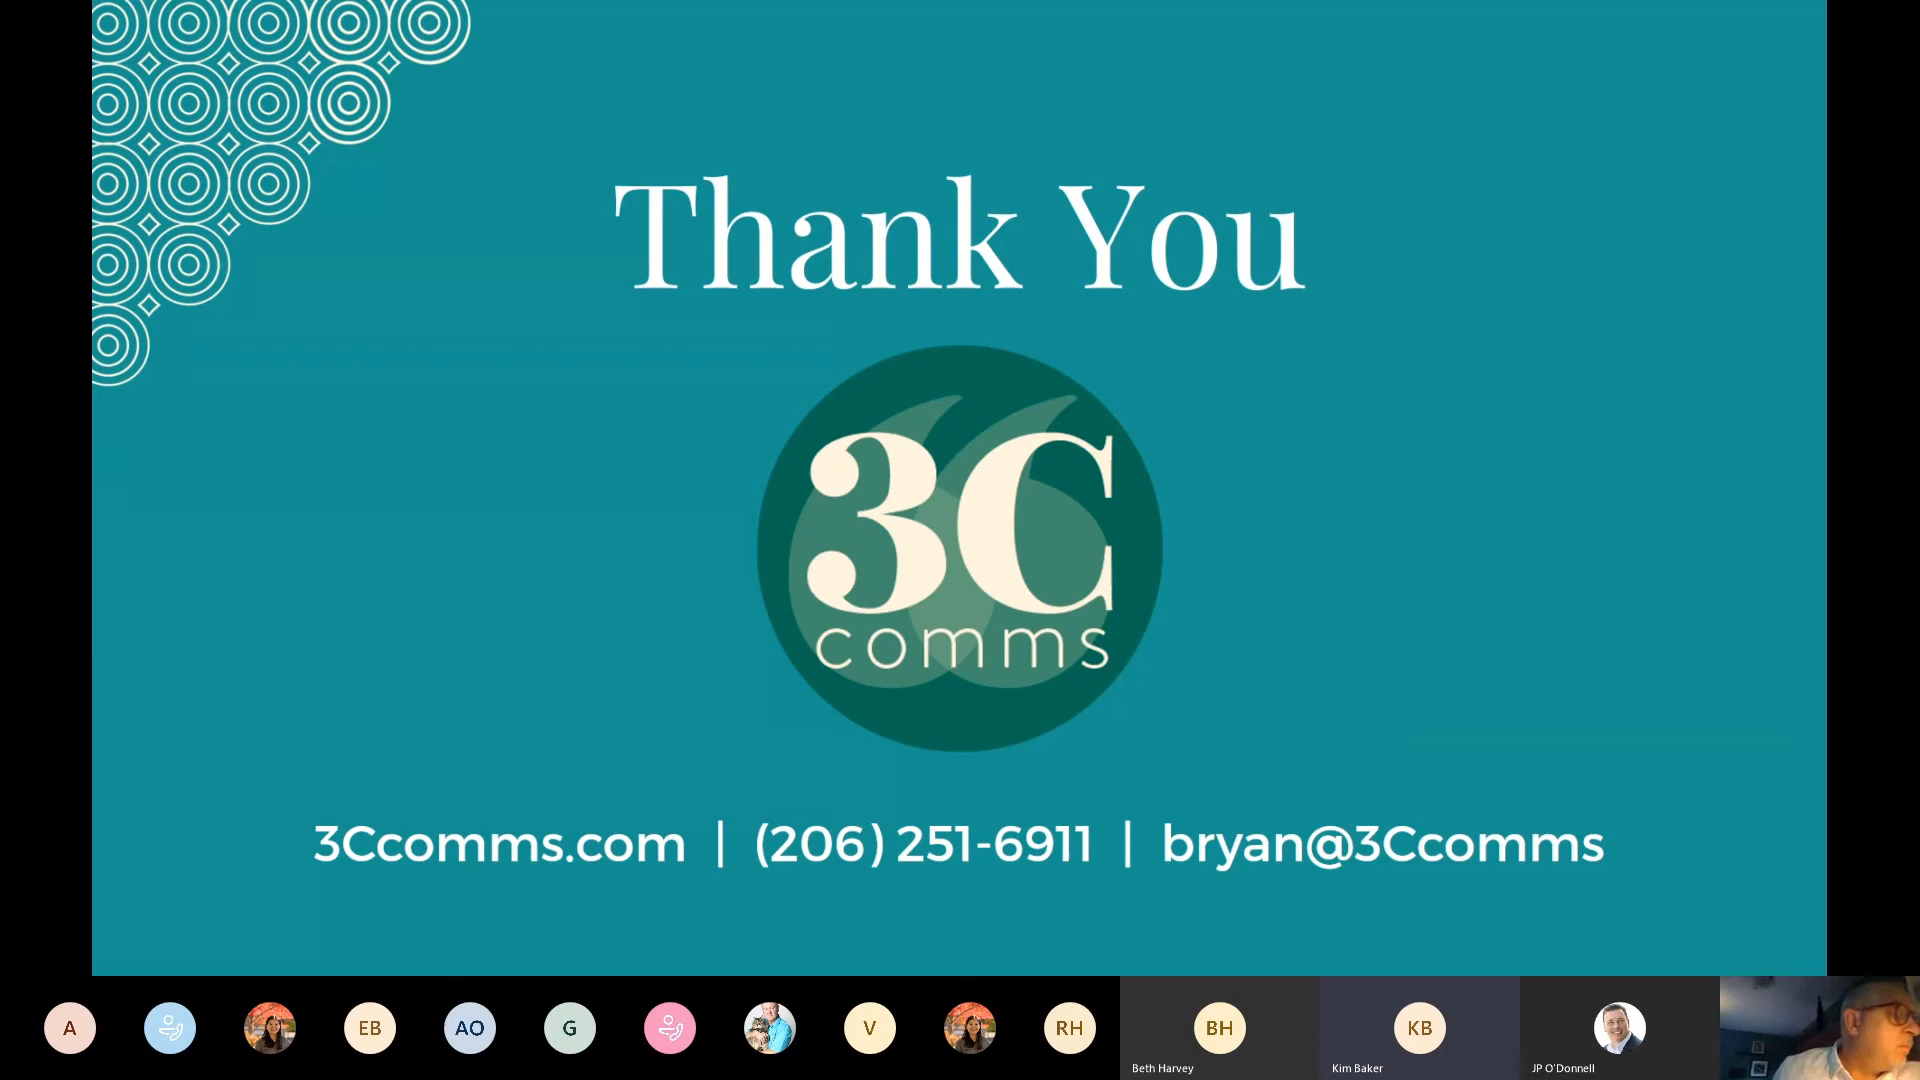 Thank You
3C
comms
3Ccomms.com | (206) 251-6911 | bryan@3Ccomms
A
EB
AO
G
V
RH
BH
KB
Beth Harvey
Kim Baker
JP O'Donnell